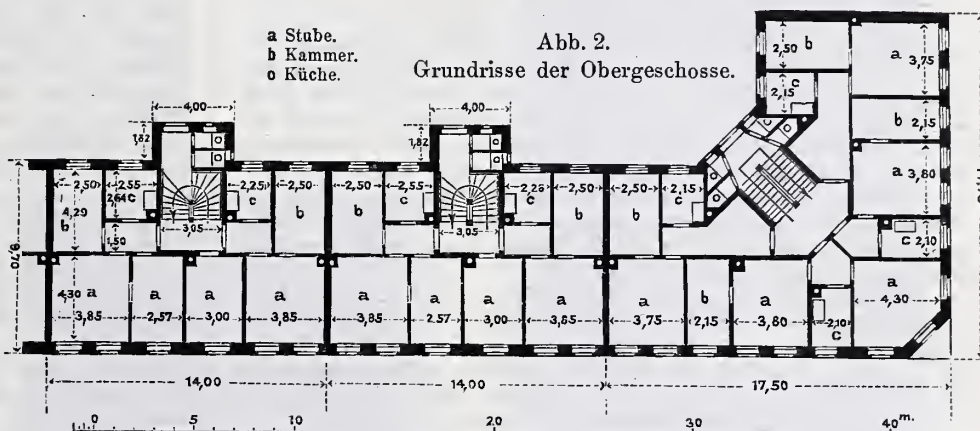 a Stube.
b Kammer.
c Küche.
Abb. 2.
Grundrisse der Obergeschosse.
4,00 4,00
1,82 1,82
2,50 b a 3,75
2,15 c b 2,15
a 3,80
2,50 2,55 2,25 2,50 2,50 2,55 2,25 2,50 2,50 2,15
b 4,29 2,64 c c b b c c b b c
1,50 3,05 3,05
c 2,10
9,70
4,30 a a a a a a a a a b a a
3,85 2,57 3,00 3,85 3,85 2,57 3,00 3,85 3,75 2,15 3,80 2,10 c 4,30
14,00 14,00 17,50
0 5 10 20 30 40 m.